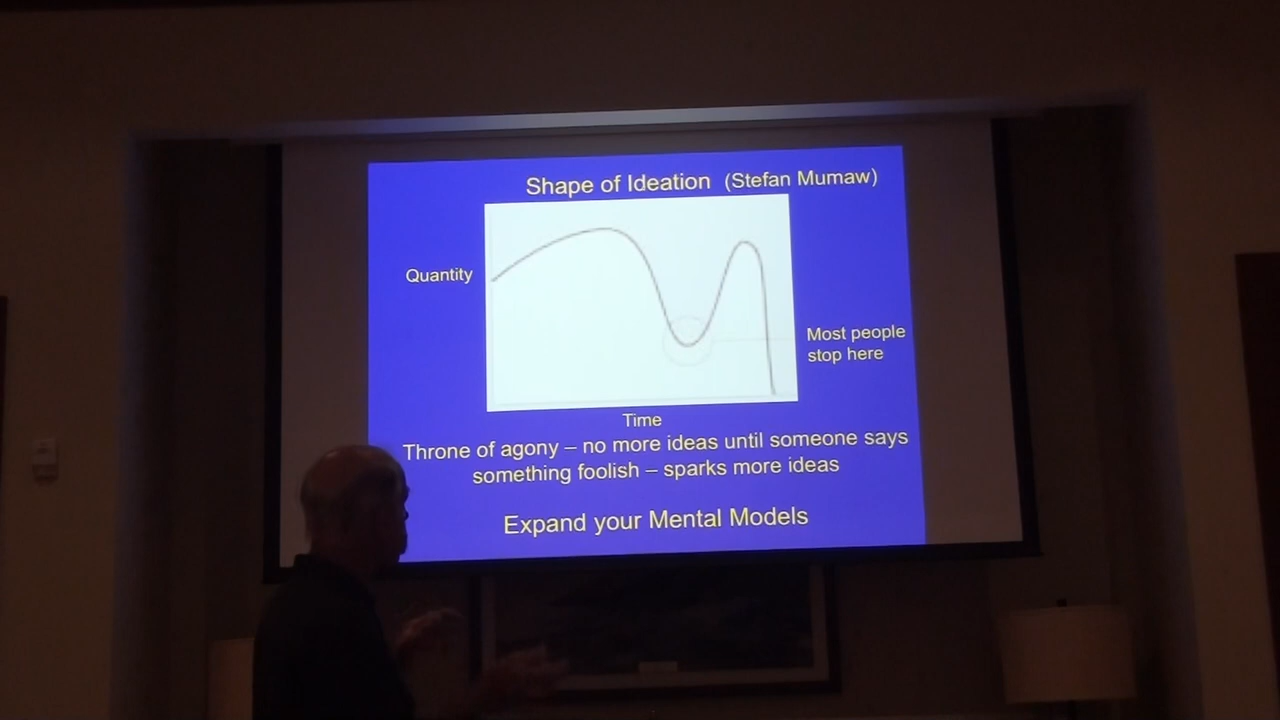 Shape of Ideation (Stefan Mumaw)
Quantity
Most people
stop here
Time
Throne of agony – no more ideas until someone says
something foolish – sparks more ideas
Expand your Mental Models